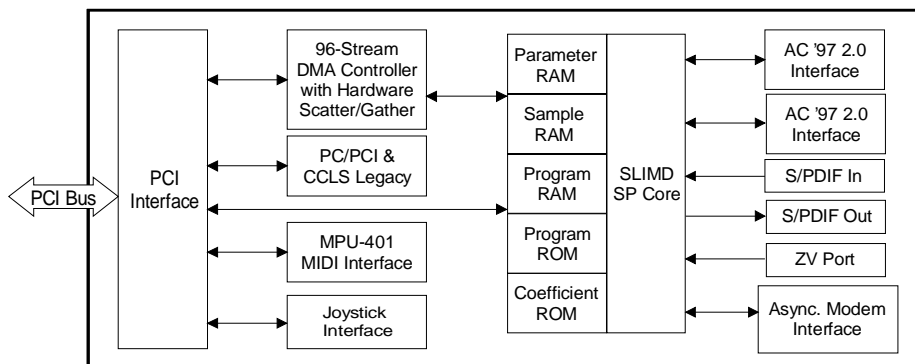 PCI Bus
PCI
Interface
96-Stream
DMA Controller
with Hardware
Scatter/Gather
PC/PCI &
CCLS Legacy
MPU-401
MIDI Interface
Joystick
Interface
Parameter
RAM
Sample
RAM
Program
RAM
Program
ROM
Coefficient
ROM
SLIMD
SP Core
AC '97 2.0
Interface
AC '97 2.0
Interface
S/PDIF In
S/PDIF Out
ZV Port
Async. Modem
Interface